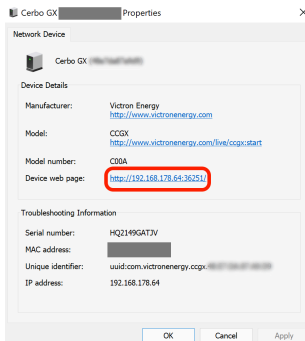 Cerbo GX Properties
Network Device
Cerbo GX
Device Details
Manufacturer: Victron Energy
http://www.victronenergy.com
Model: CCGX
http://www.victronenergy.com/live/ccgx:start
Model number: C00A
Device web page: http://192.168.178.64:36251/
Troubleshooting Information
Serial number: HQ2149GATJV
MAC address:
Unique identifier: uuid:com.victronenergy.ccgx.
IP address: 192.168.178.64
OK Cancel Apply